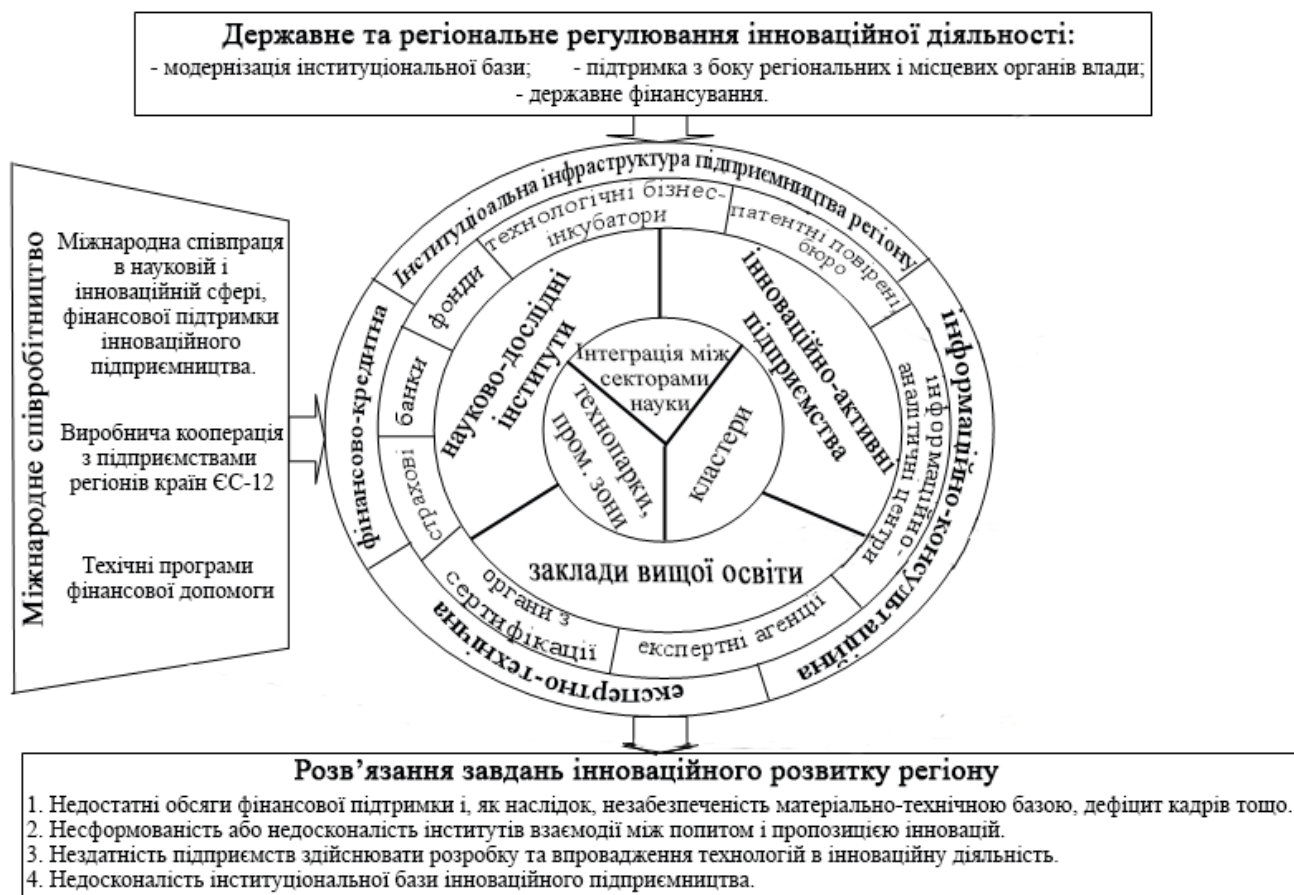 Державне та регіональне регулювання інноваційної діяльності:
- модернізація інституціональної бази; - підтримка з боку регіональних і місцевих органів влади;
- державне фінансування.
Міжнародне співробітництво
Міжнародна співпраця
в науковій і
інноваційній сфері,
фінансової підтримки
інноваційного
підприємництва.
Виробнича кооперація
з підприємствами
регіонів країн ЄС-12
Техічні програми
фінансової допомоги
Інституціоальна інфраструктура підприємництва регіону
інформаційно-консультаційна
експертно-технічна
фінансово-кредитна
технологічні бізнес-
інкубатори
патентні повірені
бюро
інформаційно-
аналітичні центри
експертні агенції
органи з
сертифікації
страхові
банки
фонди
науково-дослідні
інститути
інноваційно-активні
підприємства
заклади вищої освіти
Інтеграція між
секторами
науки
технопарки,
пром. зони
кластери
Розв’язання завдань інноваційного розвитку регіону
1. Недостатні обсяги фінансової підтримки і, як наслідок, незабезпеченість матеріально-технічною базою, дефіцит кадрів тощо.
2. Несформованість або недосконалість інститутів взаємодії між попитом і пропозицією інновацій.
3. Нездатність підприємств здійснювати розробку та впровадження технологій в інноваційну діяльність.
4. Недосконалість інституціональної бази інноваційного підприємництва.